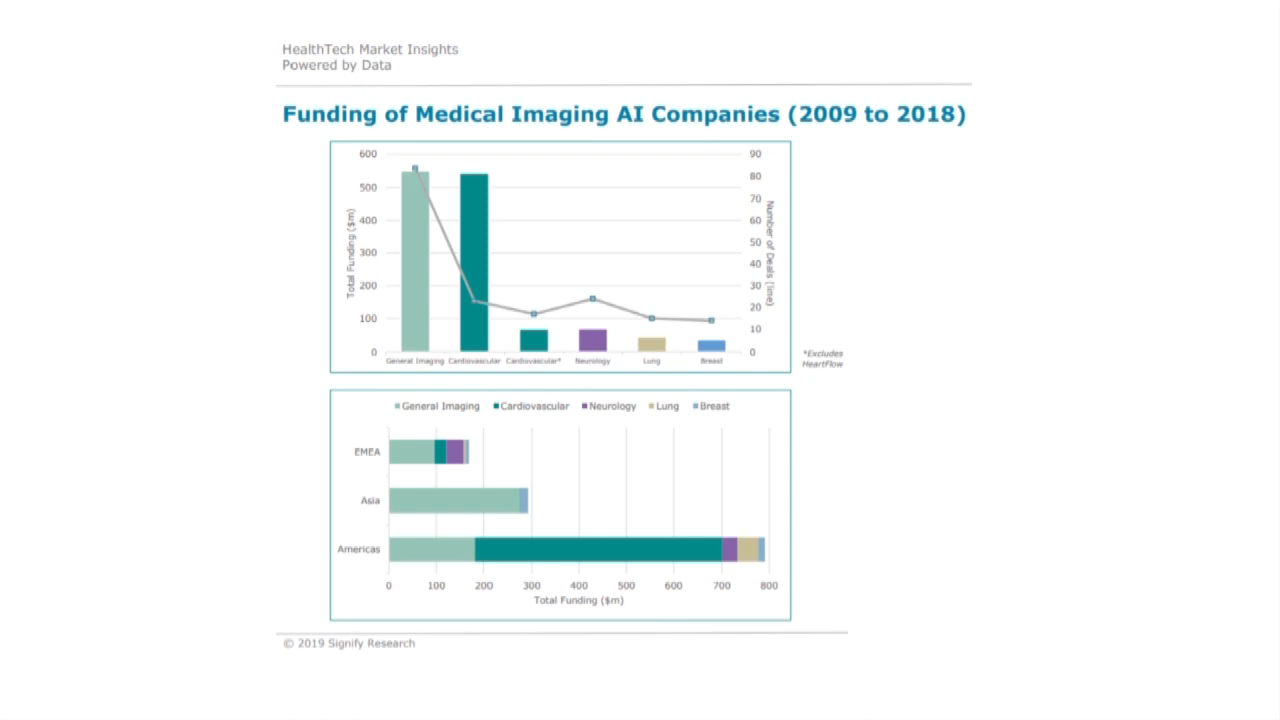 HealthTech Market Insights
Powered by Data
Funding of Medical Imaging AI Companies (2009 to 2018)
600
500
400
300
200
100
0
Total Funding ($m)
90
80
70
60
50
40
30
20
10
0
Number of Deals (line)
General Imaging Cardiovascular Cardiovascular* Neurology Lung Breast
*Excludes
HeartFlow
General Imaging Cardiovascular Neurology Lung Breast
EMEA
Asia
Americas
0 100 200 300 400 500 600 700 800
Total Funding ($m)
© 2019 Signify Research